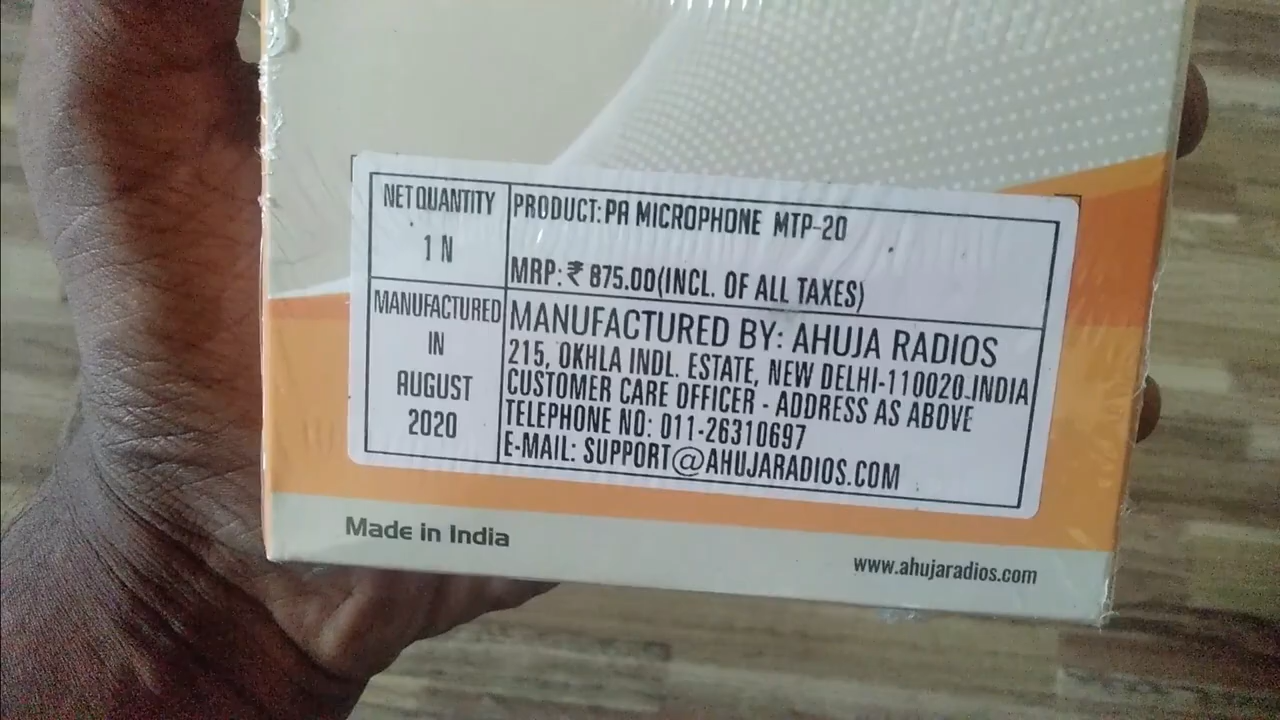 NET QUANTITY
1 N
PRODUCT: PA MICROPHONE MTP-20
MRP: ₹ 875.00(INCL. OF ALL TAXES)
MANUFACTURED
IN
AUGUST
2020
MANUFACTURED BY: AHUJA RADIOS
215, OKHLA INDL. ESTATE, NEW DELHI-110020.INDIA
CUSTOMER CARE OFFICER - ADDRESS AS ABOVE
TELEPHONE NO: 011-26310697
E-MAIL: SUPPORT@AHUJARADIOS.COM
Made in India
www.ahujaradios.com